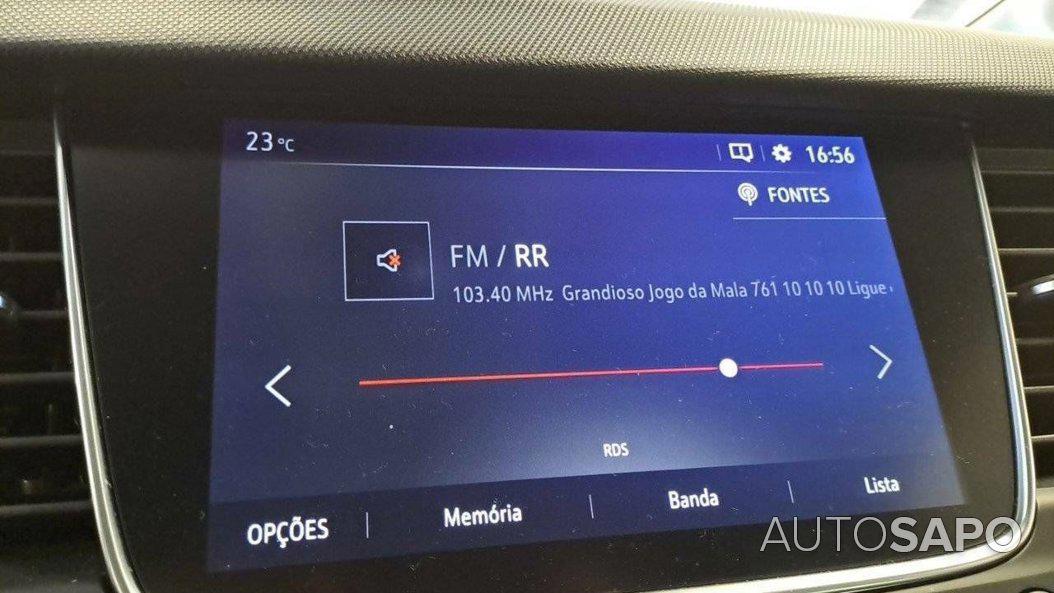 23 °C
16:56
FONTES
FM / RR
103.40 MHz Grandioso Jogo da Mala 761 10 10 10 Ligue
RDS
OPÇÕES Memória Banda Lista
AUTOSAPO